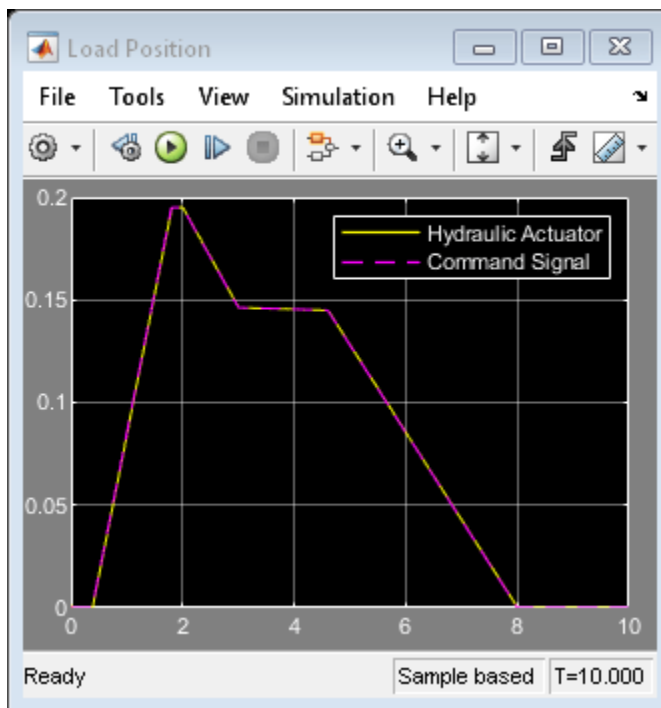 Load Position
File Tools View Simulation Help
0.2
Hydraulic Actuator
Command Signal
0.15
0.1
0.05
0
0 2 4 6 8 10
Ready Sample based T=10.000